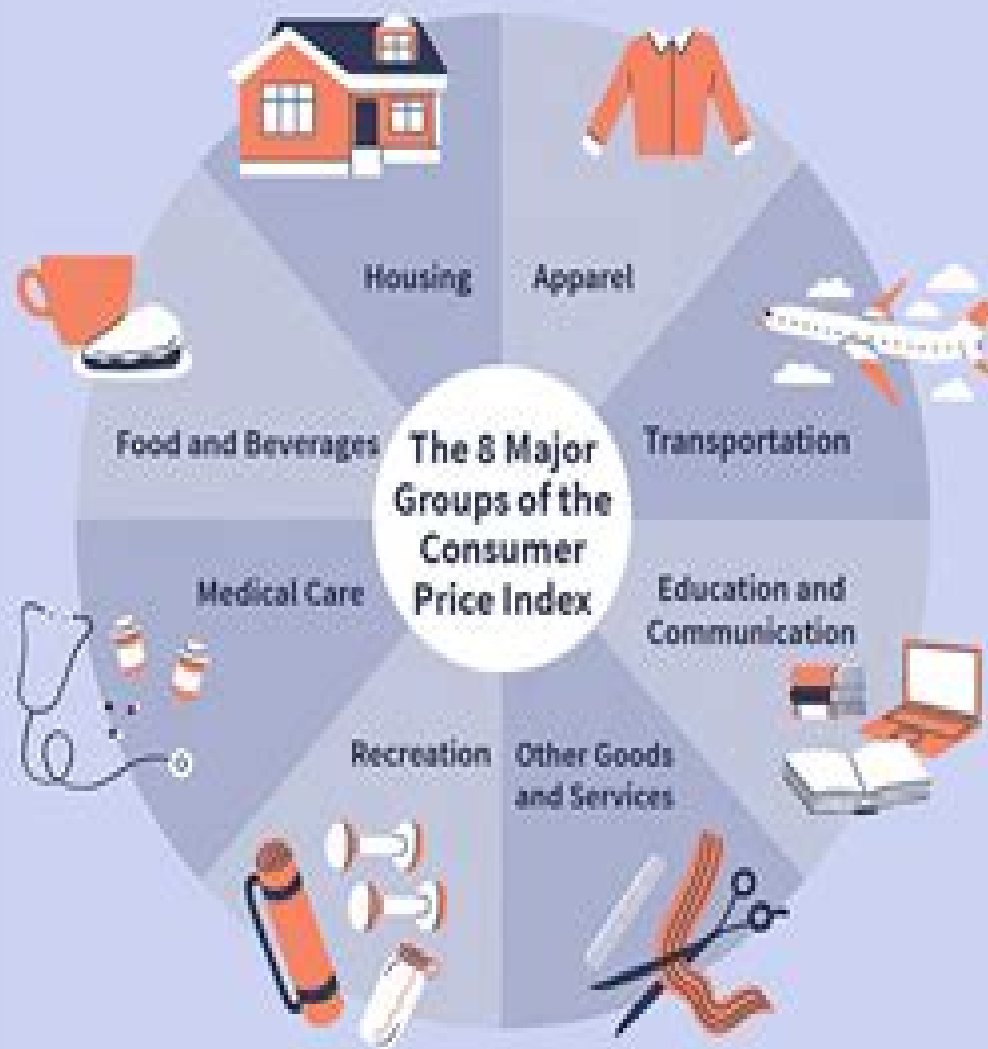 Housing
Apparel
Food and Beverages
The 8 Major
Groups of the
Consumer
Price Index
Transportation
Medical Care
Education and
Communication
Recreation
Other Goods
and Services